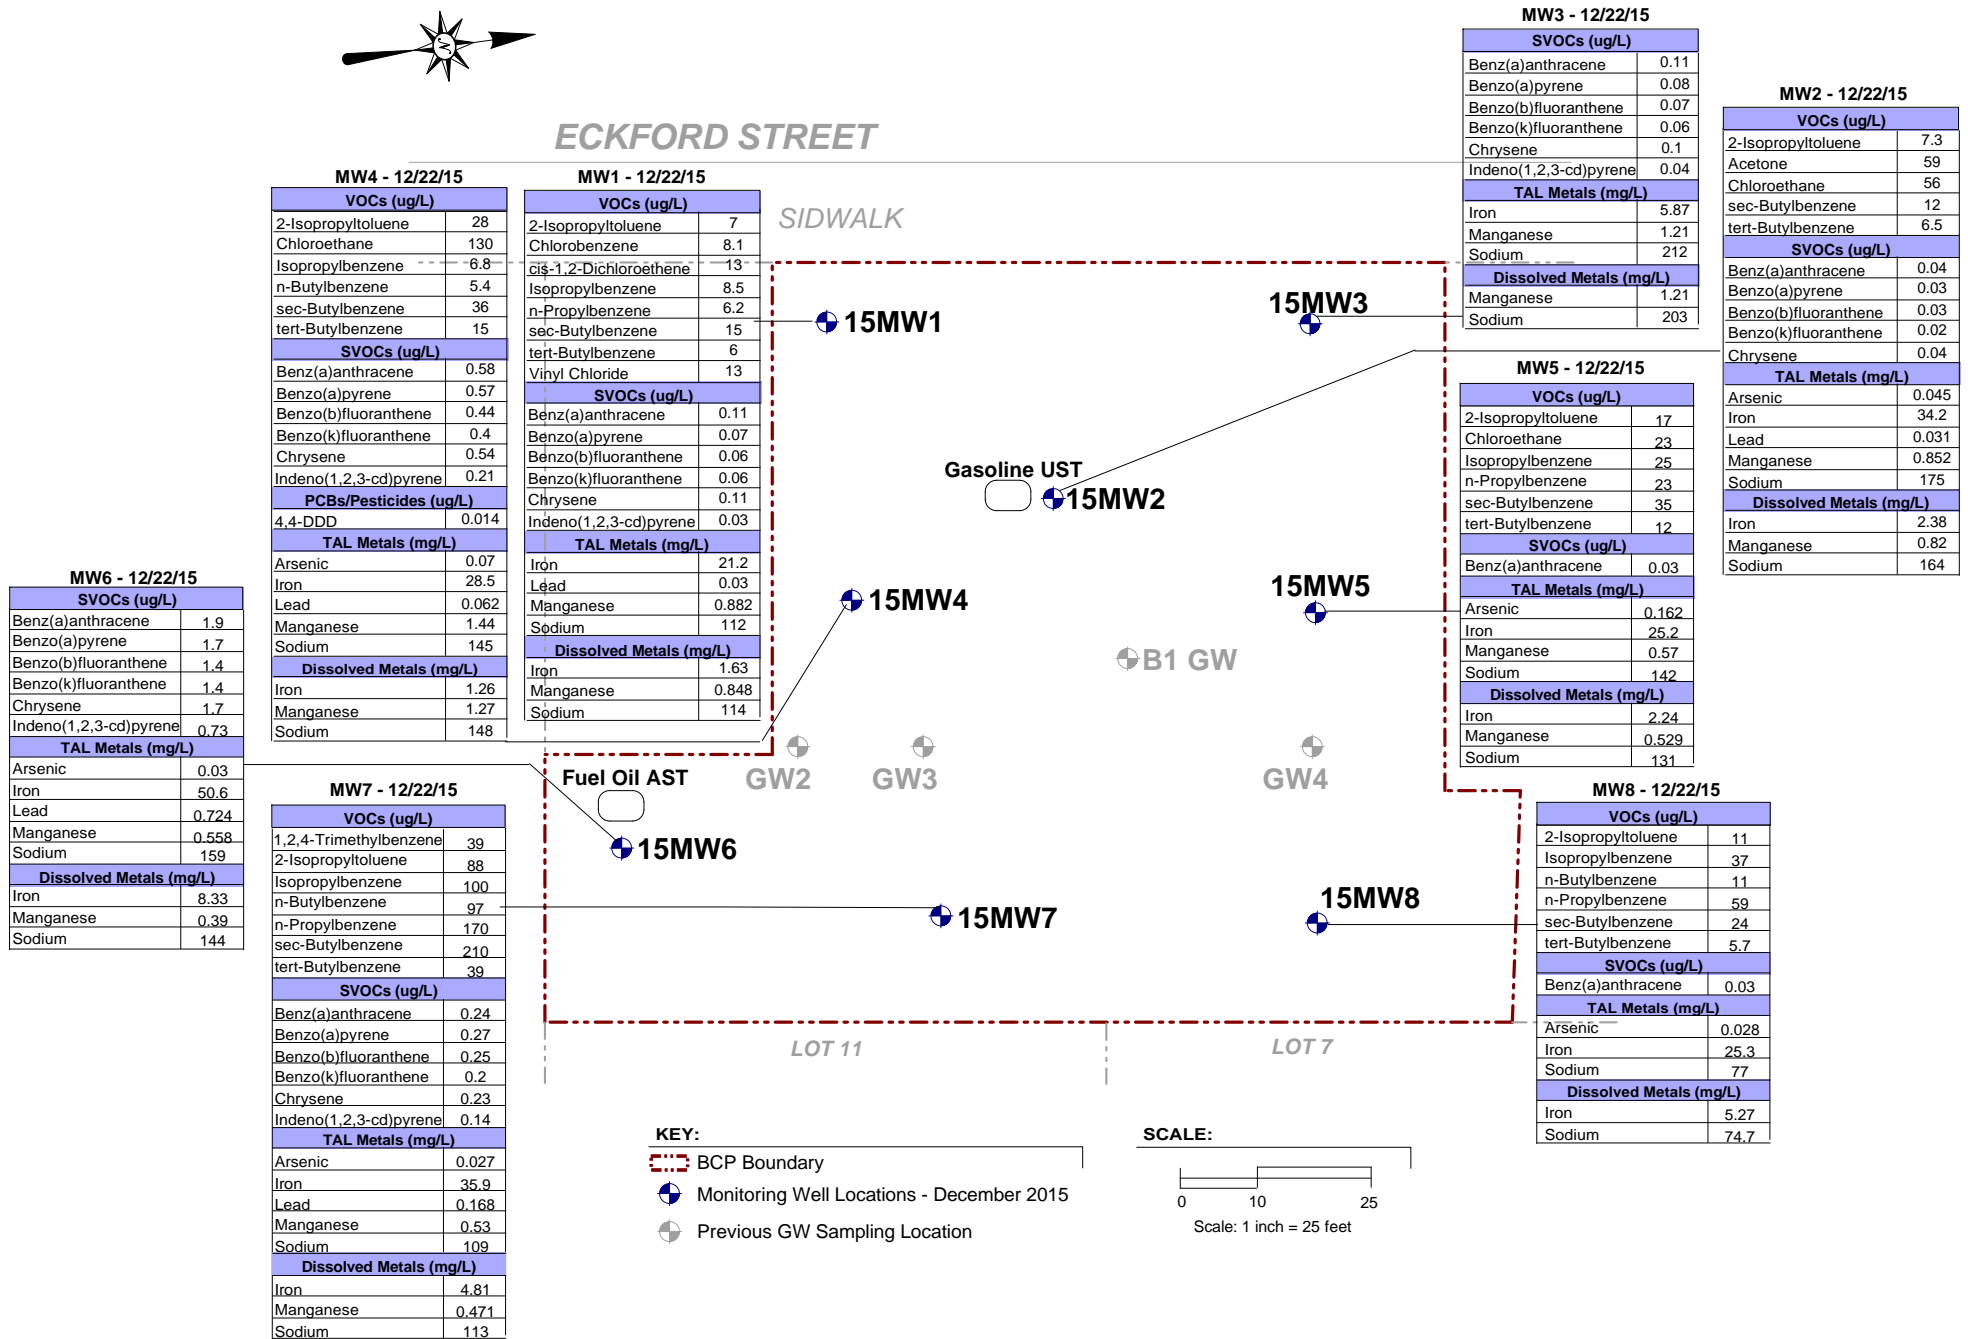 N
ECKFORD STREET
SIDWALK
MW3 - 12/22/15
SVOCs (ug/L)
Benz(a)anthracene 0.11
Benzo(a)pyrene 0.08
Benzo(b)fluoranthene 0.07
Benzo(k)fluoranthene 0.06
Chrysene 0.1
Indeno(1,2,3-cd)pyrene 0.04
TAL Metals (mg/L)
Iron 5.87
Manganese 1.21
Sodium 212
Dissolved Metals (mg/L)
Manganese 1.21
Sodium 203
MW2 - 12/22/15
VOCs (ug/L)
2-Isopropyltoluene 7.3
Acetone 59
Chloroethane 56
sec-Butylbenzene 12
tert-Butylbenzene 6.5
SVOCs (ug/L)
Benz(a)anthracene 0.04
Benzo(a)pyrene 0.03
Benzo(b)fluoranthene 0.03
Benzo(k)fluoranthene 0.02
Chrysene 0.04
TAL Metals (mg/L)
Arsenic 0.045
Iron 34.2
Lead 0.031
Manganese 0.852
Sodium 175
Dissolved Metals (mg/L)
Iron 2.38
Manganese 0.82
Sodium 164
MW4 - 12/22/15
VOCs (ug/L)
2-Isopropyltoluene 28
Chloroethane 130
Isopropylbenzene 6.8
n-Butylbenzene 5.4
sec-Butylbenzene 36
tert-Butylbenzene 15
SVOCs (ug/L)
Benz(a)anthracene 0.58
Benzo(a)pyrene 0.57
Benzo(b)fluoranthene 0.44
Benzo(k)fluoranthene 0.4
Chrysene 0.54
Indeno(1,2,3-cd)pyrene 0.21
PCBs/Pesticides (ug/L)
4,4-DDD 0.014
TAL Metals (mg/L)
Arsenic 0.07
Iron 28.5
Lead 0.062
Manganese 1.44
Sodium 145
Dissolved Metals (mg/L)
Iron 1.26
Manganese 1.27
Sodium 148
MW1 - 12/22/15
VOCs (ug/L)
2-Isopropyltoluene 7
Chlorobenzene 8.1
cis-1,2-Dichloroethene 13
Isopropylbenzene 8.5
n-Propylbenzene 6.2
sec-Butylbenzene 15
tert-Butylbenzene 6
Vinyl Chloride 13
SVOCs (ug/L)
Benz(a)anthracene 0.11
Benzo(a)pyrene 0.07
Benzo(b)fluoranthene 0.06
Benzo(k)fluoranthene 0.06
Chrysene 0.11
Indeno(1,2,3-cd)pyrene 0.03
TAL Metals (mg/L)
Iron 21.2
Lead 0.03
Manganese 0.882
Sodium 112
Dissolved Metals (mg/L)
Iron 1.63
Manganese 0.848
Sodium 114
15MW1
15MW3
Gasoline UST
15MW2
15MW4
15MW5
B1 GW
GW2
GW3
GW4
Fuel Oil AST
15MW6
15MW7
15MW8
LOT 11
LOT 7
MW5 - 12/22/15
VOCs (ug/L)
2-Isopropyltoluene 17
Chloroethane 23
Isopropylbenzene 25
n-Propylbenzene 23
sec-Butylbenzene 35
tert-Butylbenzene 12
SVOCs (ug/L)
Benz(a)anthracene 0.03
TAL Metals (mg/L)
Arsenic 0.162
Iron 25.2
Manganese 0.57
Sodium 142
Dissolved Metals (mg/L)
Iron 2.24
Manganese 0.529
Sodium 131
MW6 - 12/22/15
SVOCs (ug/L)
Benz(a)anthracene 1.9
Benzo(a)pyrene 1.7
Benzo(b)fluoranthene 1.4
Benzo(k)fluoranthene 1.4
Chrysene 1.7
Indeno(1,2,3-cd)pyrene 0.73
TAL Metals (mg/L)
Arsenic 0.03
Iron 50.6
Lead 0.724
Manganese 0.558
Sodium 159
Dissolved Metals (mg/L)
Iron 8.33
Manganese 0.39
Sodium 144
MW7 - 12/22/15
VOCs (ug/L)
1,2,4-Trimethylbenzene 39
2-Isopropyltoluene 88
Isopropylbenzene 100
n-Butylbenzene 97
n-Propylbenzene 170
sec-Butylbenzene 210
tert-Butylbenzene 39
SVOCs (ug/L)
Benz(a)anthracene 0.24
Benzo(a)pyrene 0.27
Benzo(b)fluoranthene 0.25
Benzo(k)fluoranthene 0.2
Chrysene 0.23
Indeno(1,2,3-cd)pyrene 0.14
TAL Metals (mg/L)
Arsenic 0.027
Iron 35.9
Lead 0.168
Manganese 0.53
Sodium 109
Dissolved Metals (mg/L)
Iron 4.81
Manganese 0.471
Sodium 113
MW8 - 12/22/15
VOCs (ug/L)
2-Isopropyltoluene 11
Isopropylbenzene 37
n-Butylbenzene 11
n-Propylbenzene 59
sec-Butylbenzene 24
tert-Butylbenzene 5.7
SVOCs (ug/L)
Benz(a)anthracene 0.03
TAL Metals (mg/L)
Arsenic 0.028
Iron 25.3
Sodium 77
Dissolved Metals (mg/L)
Iron 5.27
Sodium 74.7
KEY:
BCP Boundary
Monitoring Well Locations - December 2015
Previous GW Sampling Location
SCALE:
0 10 25
Scale: 1 inch = 25 feet